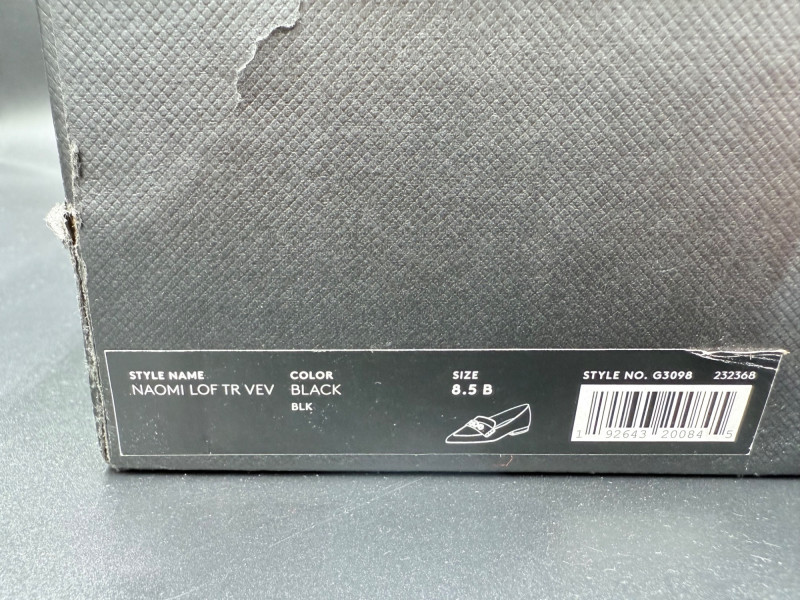 STYLE NAME
NAOMI LOF TR VEV
COLOR
BLACK
BLK
SIZE
8.5 B
STYLE NO. G3098 232368
1 92643 20084 5